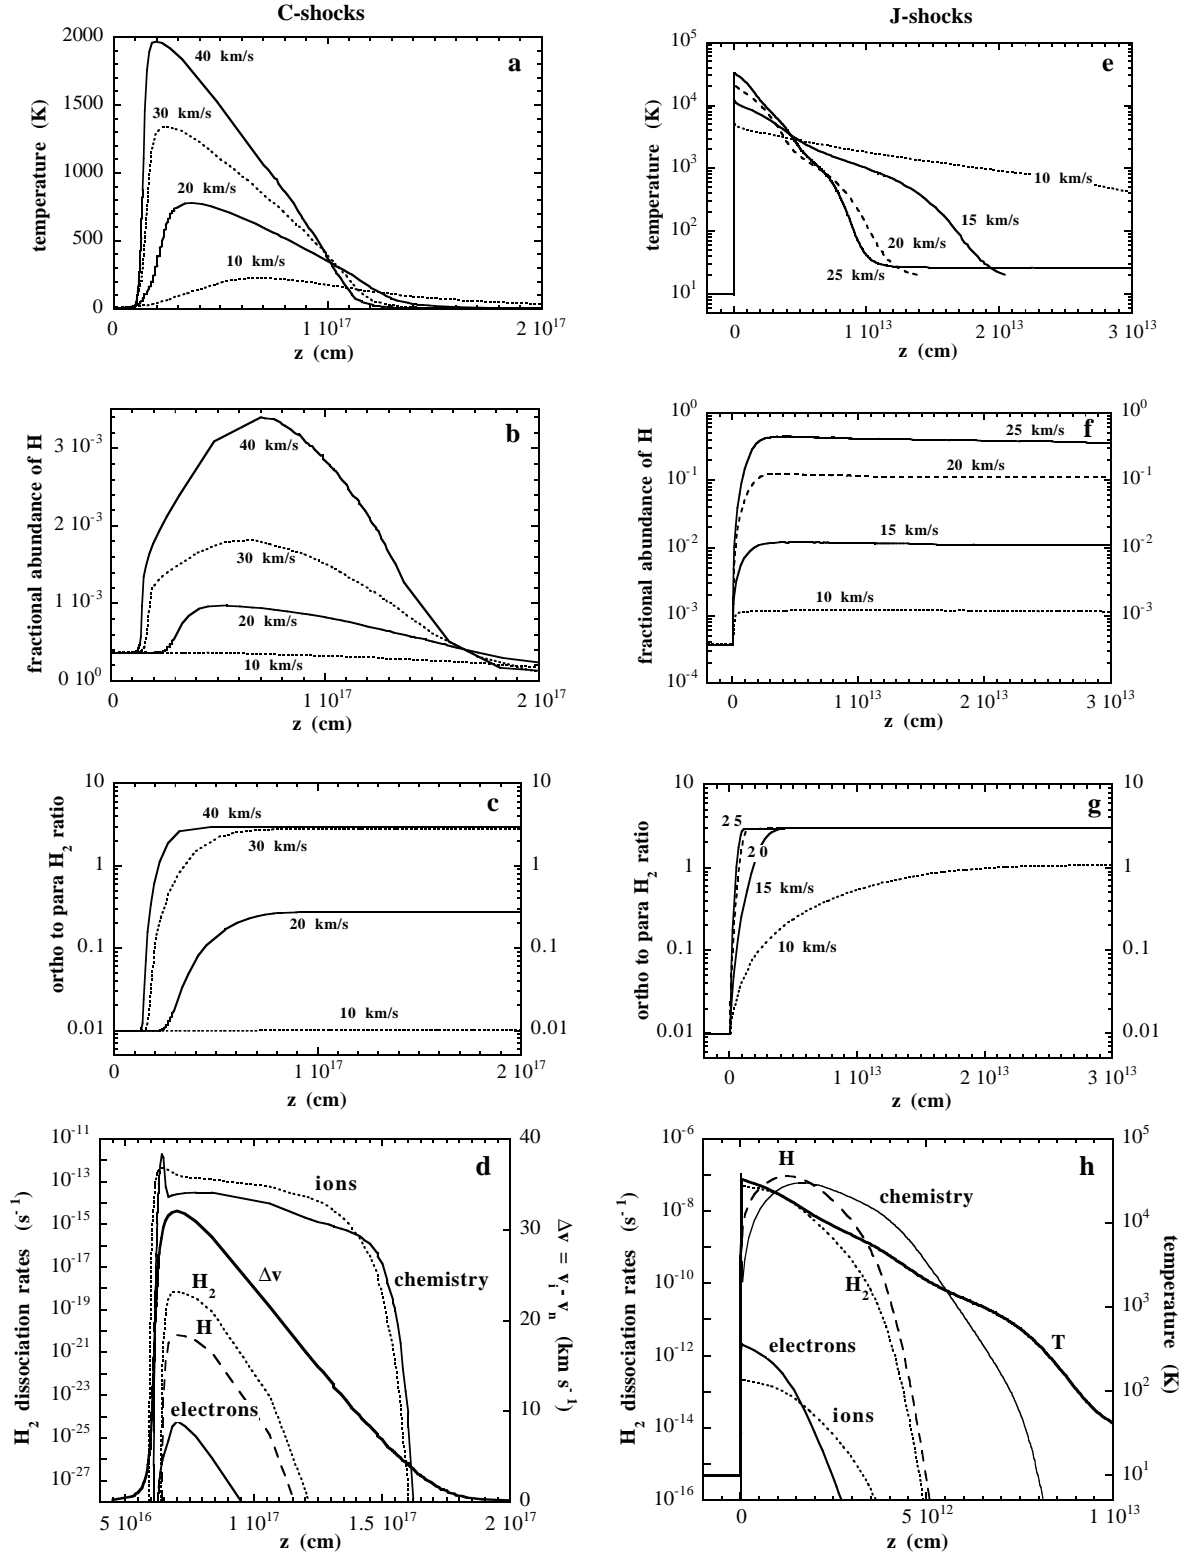 C-shocks
J-shocks
a
temperature (K)
2000
1500
1000
500
0
40 km/s
30 km/s
20 km/s
10 km/s
0
1 10^17
2 10^17
z (cm)
e
temperature (K)
10^5
10^4
10^3
10^2
10^1
10 km/s
15 km/s
20 km/s
25 km/s
0
1 10^13
2 10^13
3 10^13
z (cm)
b
fractional abundance of H
3 10^-3
2 10^-3
1 10^-3
0 10^0
40 km/s
30 km/s
20 km/s
10 km/s
0
1 10^17
2 10^17
z (cm)
f
fractional abundance of H
10^0
10^-1
10^-2
10^-3
10^-4
25 km/s
20 km/s
15 km/s
10 km/s
10^0
10^-1
10^-2
10^-3
10^-4
0
1 10^13
2 10^13
3 10^13
z (cm)
c
ortho to para H_2 ratio
10
1
0.1
0.01
40 km/s
30 km/s
20 km/s
10 km/s
10
1
0.1
0.01
0
1 10^17
2 10^17
z (cm)
g
ortho to para H_2 ratio
10
1
0.1
0.01
25
20
15 km/s
10 km/s
10
1
0.1
0.01
0
1 10^13
2 10^13
3 10^13
z (cm)
d
H_2 dissociation rates (s^-1)
10^-11
10^-13
10^-15
10^-17
10^-19
10^-21
10^-23
10^-25
10^-27
ions
chemistry
Δv
H_2
H
electrons
40
30
20
10
0
Δv = v_i - v_n (km s^-1)
5 10^16
1 10^17
1.5 10^17
2 10^17
z (cm)
h
H_2 dissociation rates (s^-1)
10^-6
10^-8
10^-10
10^-12
10^-14
10^-16
H
chemistry
H_2
T
electrons
ions
10^5
10^4
10^3
10^2
10^1
temperature (K)
0
5 10^12
1 10^13
z (cm)